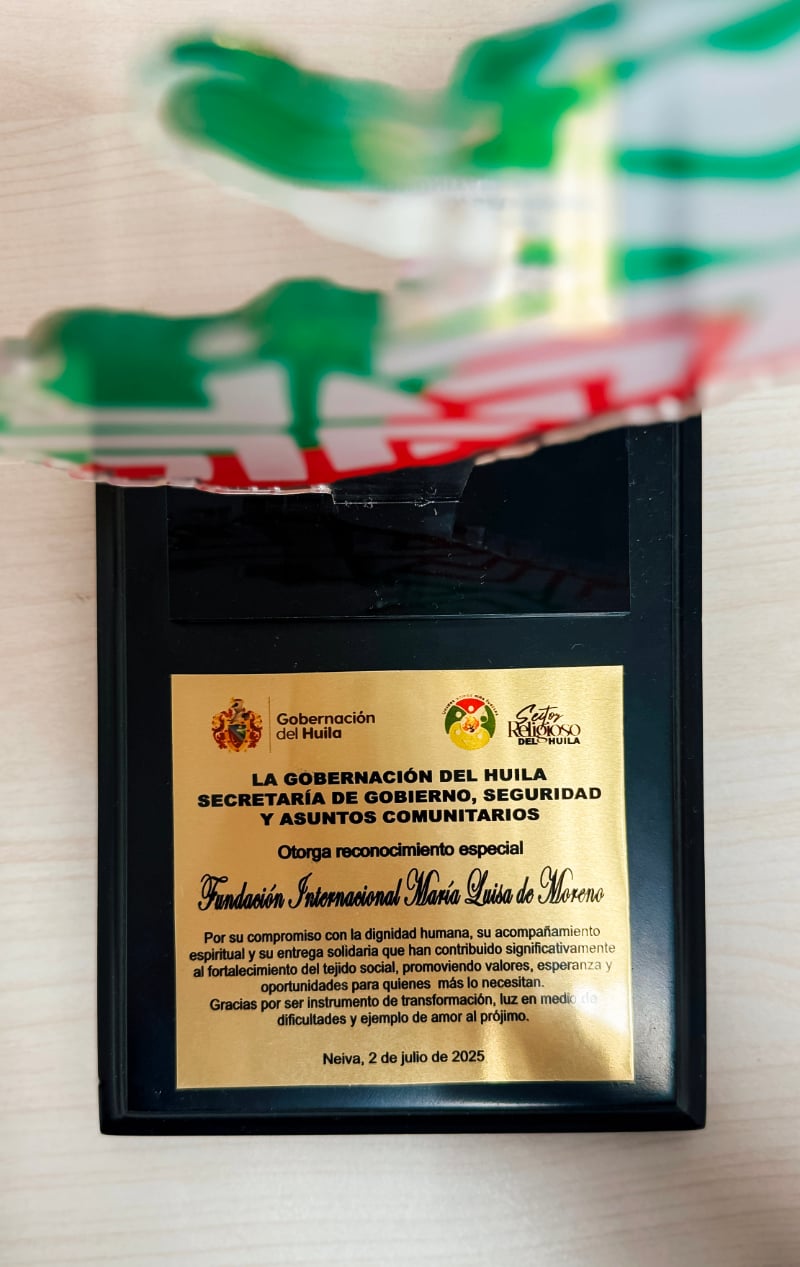 Gobernación
del Huila
Sector
Religioso
DEL HUILA
LA GOBERNACIÓN DEL HUILA
SECRETARÍA DE GOBIERNO, SEGURIDAD
Y ASUNTOS COMUNITARIOS
Otorga reconocimiento especial
Fundación Internacional María Luisa de Moreno
Por su compromiso con la dignidad humana, su acompañamiento
espiritual y su entrega solidaria que han contribuido significativamente
al fortalecimiento del tejido social, promoviendo valores, esperanza y
oportunidades para quienes más lo necesitan.
Gracias por ser instrumento de transformación, luz en medio de
dificultades y ejemplo de amor al prójimo.
Neiva, 2 de julio de 2025